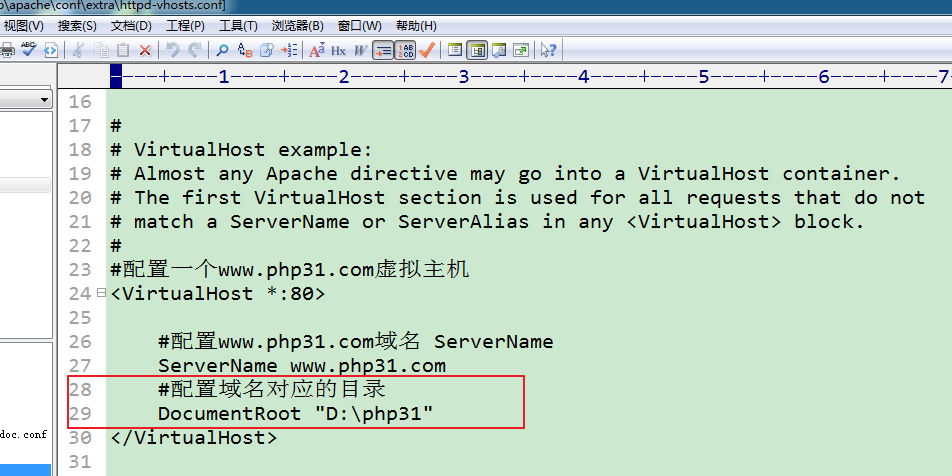 \apache\conf\extra\httpd-vhosts.conf]
视图(V) 搜索(S) 文档(D) 工程(P) 工具(T) 浏览器(B) 窗口(W) 帮助(H)
----+----1----+----2----+----3----+----4----+----5----+----6----+----7
16
17 #
18 # VirtualHost example:
19 # Almost any Apache directive may go into a VirtualHost container.
20 # The first VirtualHost section is used for all requests that do not
21 # match a ServerName or ServerAlias in any <VirtualHost> block.
22 #
23 #配置一个www.php31.com虚拟主机
24 <VirtualHost *:80>
25
26 #配置www.php31.com域名 ServerName
27 ServerName www.php31.com
28 #配置域名对应的目录
29 DocumentRoot "D:\php31"
30 </VirtualHost>
31
doc.conf